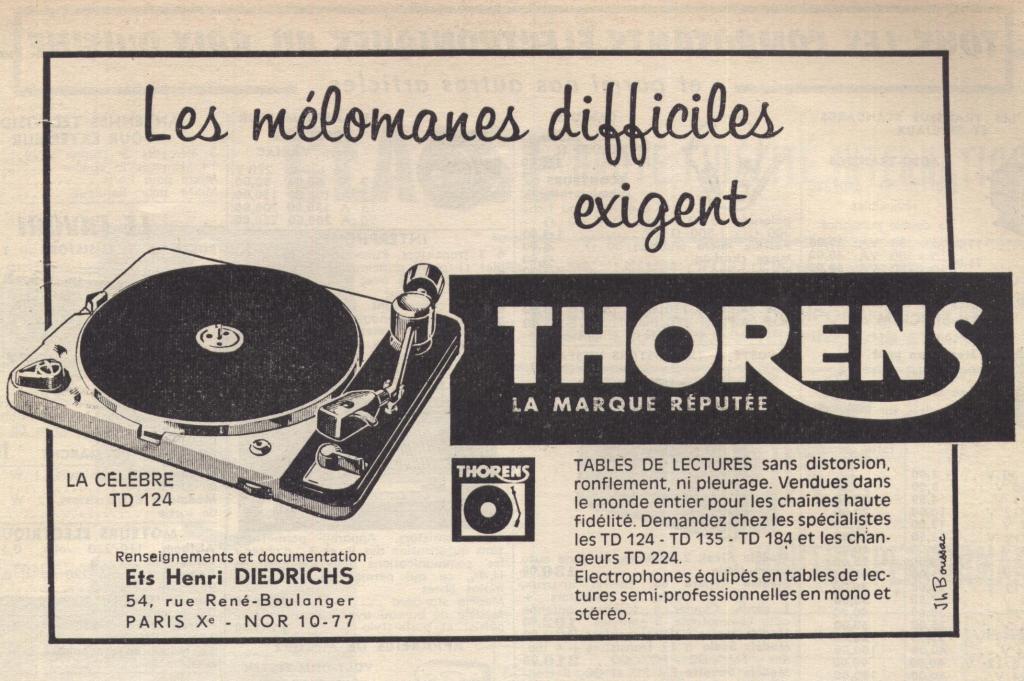 Les mélomanes difficiles
exigent
THORENS
LA MARQUE RÉPUTÉE
LA CÉLÈBRE
TD 124
THORENS
TABLES DE LECTURES sans distorsion,
ronflement, ni pleurage. Vendues dans
le monde entier pour les chaînes haute
fidélité. Demandez chez les spécialistes
les TD 124 - TD 135 - TD 184 et les chan-
geurs TD 224.
Electrophones équipés en tables de lec-
tures semi-professionnelles en mono et
stéréo.
Renseignements et documentation
Ets Henri DIEDRICHS
54, rue René-Boulanger
PARIS Xe - NOR 10-77
Jh Boussac